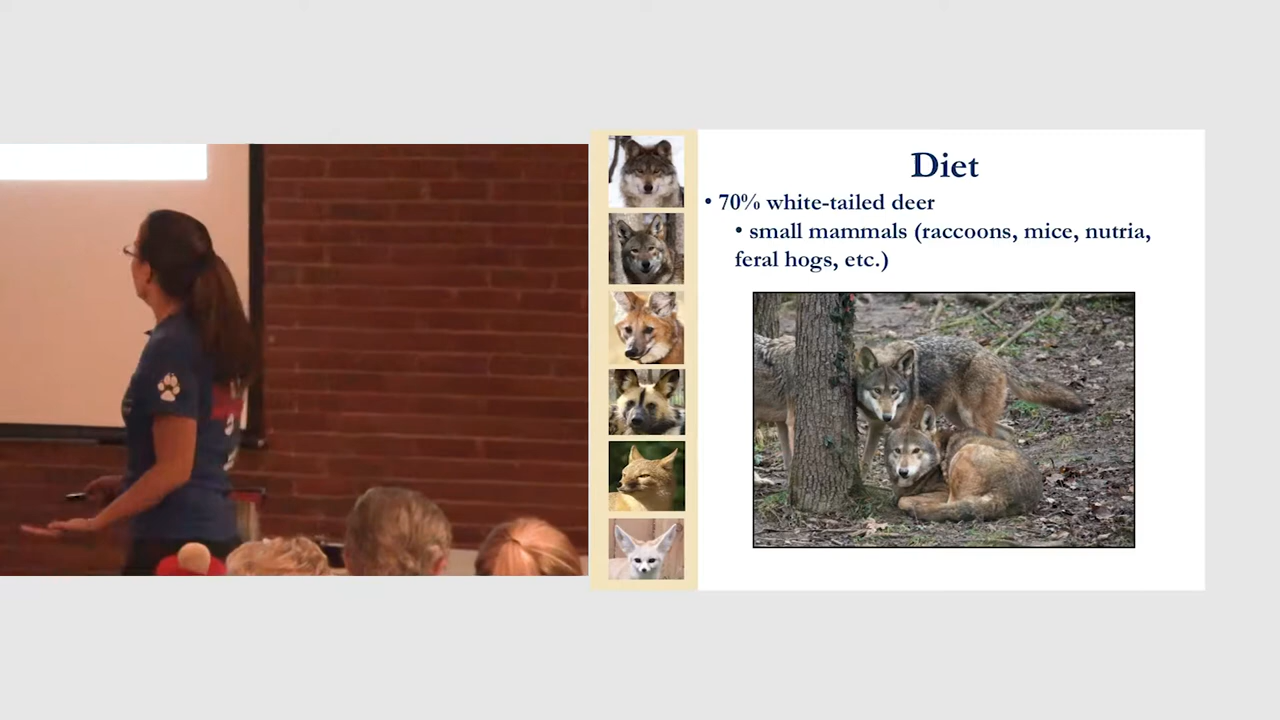 Diet
• 70% white-tailed deer
• small mammals (raccoons, mice, nutria,
feral hogs, etc.)